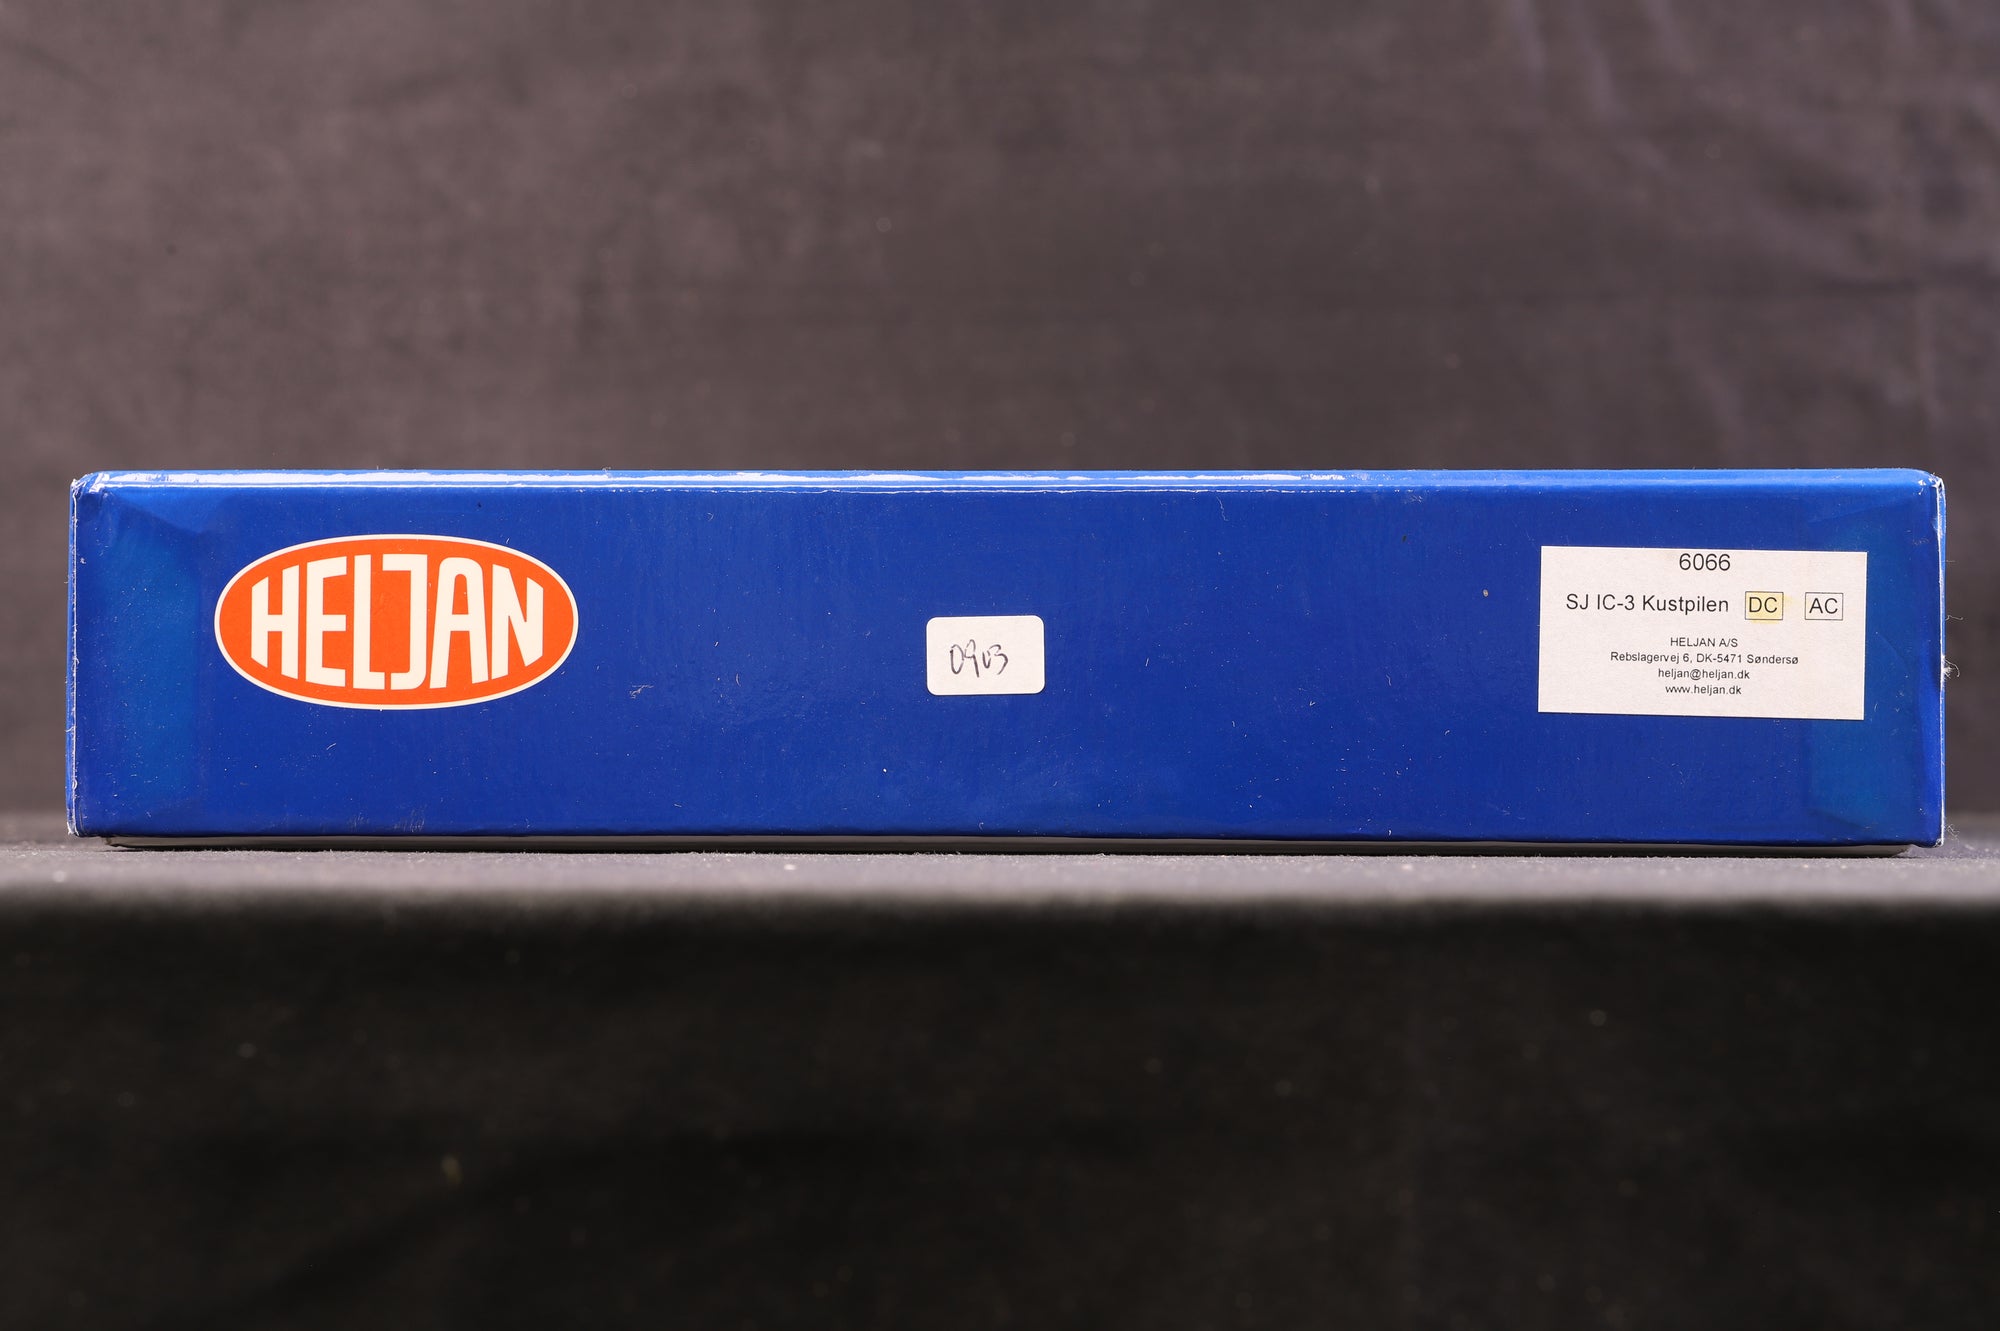 HELJAN
0903
6066
SJ IC-3 Kustpilen DC AC
HELJAN A/S
Rebslagervej 6, DK-5471 Søndersø
heljan@heljan.dk
www.heljan.dk